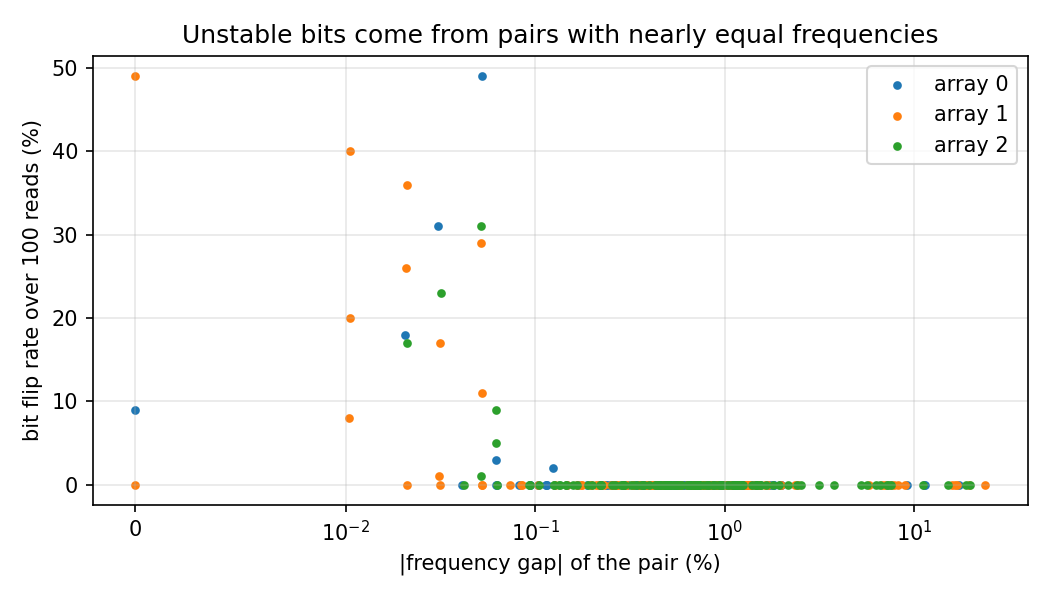 Unstable bits come from pairs with nearly equal frequencies
array 0
array 1
array 2
bit flip rate over 100 reads (%)
50
40
30
20
10
0
0
10⁻²
10⁻¹
10⁰
10¹
|frequency gap| of the pair (%)